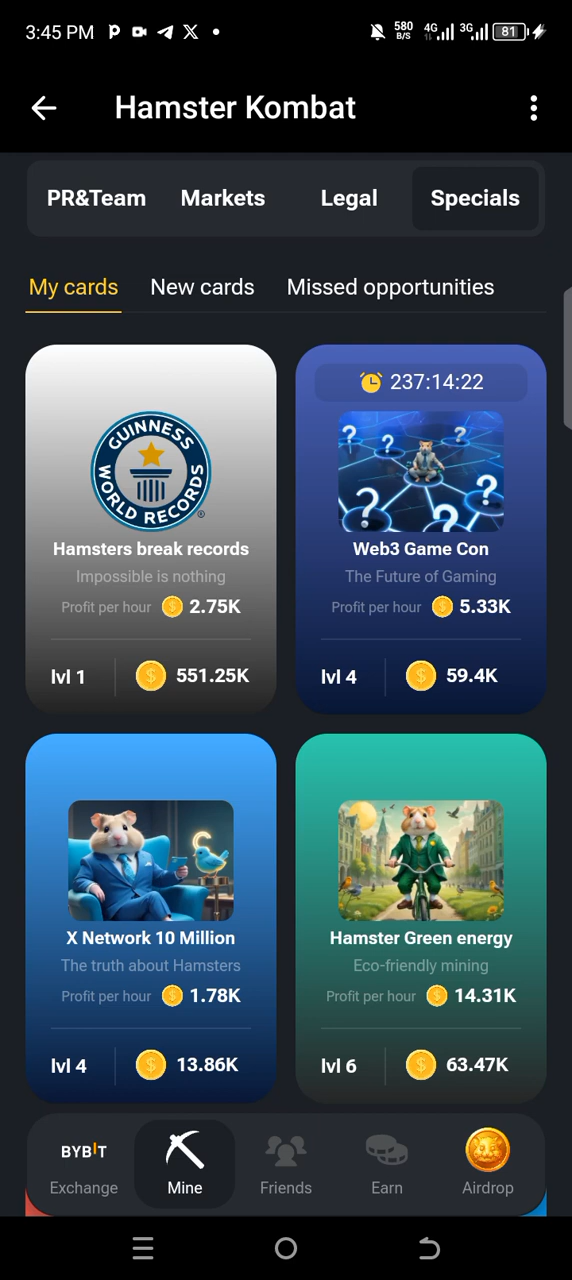 3:45 PM
580
B/S
4G
3G
81
Hamster Kombat
PR&Team Markets Legal Specials
My cards New cards Missed opportunities
GUINNESS
WORLD RECORDS
®
Hamsters break records
Impossible is nothing
Profit per hour $ 2.75K
lvl 1 $ 551.25K
237:14:22
? ? ? ? ? ?
Web3 Game Con
The Future of Gaming
Profit per hour $ 5.33K
lvl 4 $ 59.4K
X Network 10 Million
The truth about Hamsters
Profit per hour $ 1.78K
lvl 4 $ 13.86K
Hamster Green energy
Eco-friendly mining
Profit per hour $ 14.31K
lvl 6 $ 63.47K
BYBIT
Exchange Mine Friends Earn Airdrop